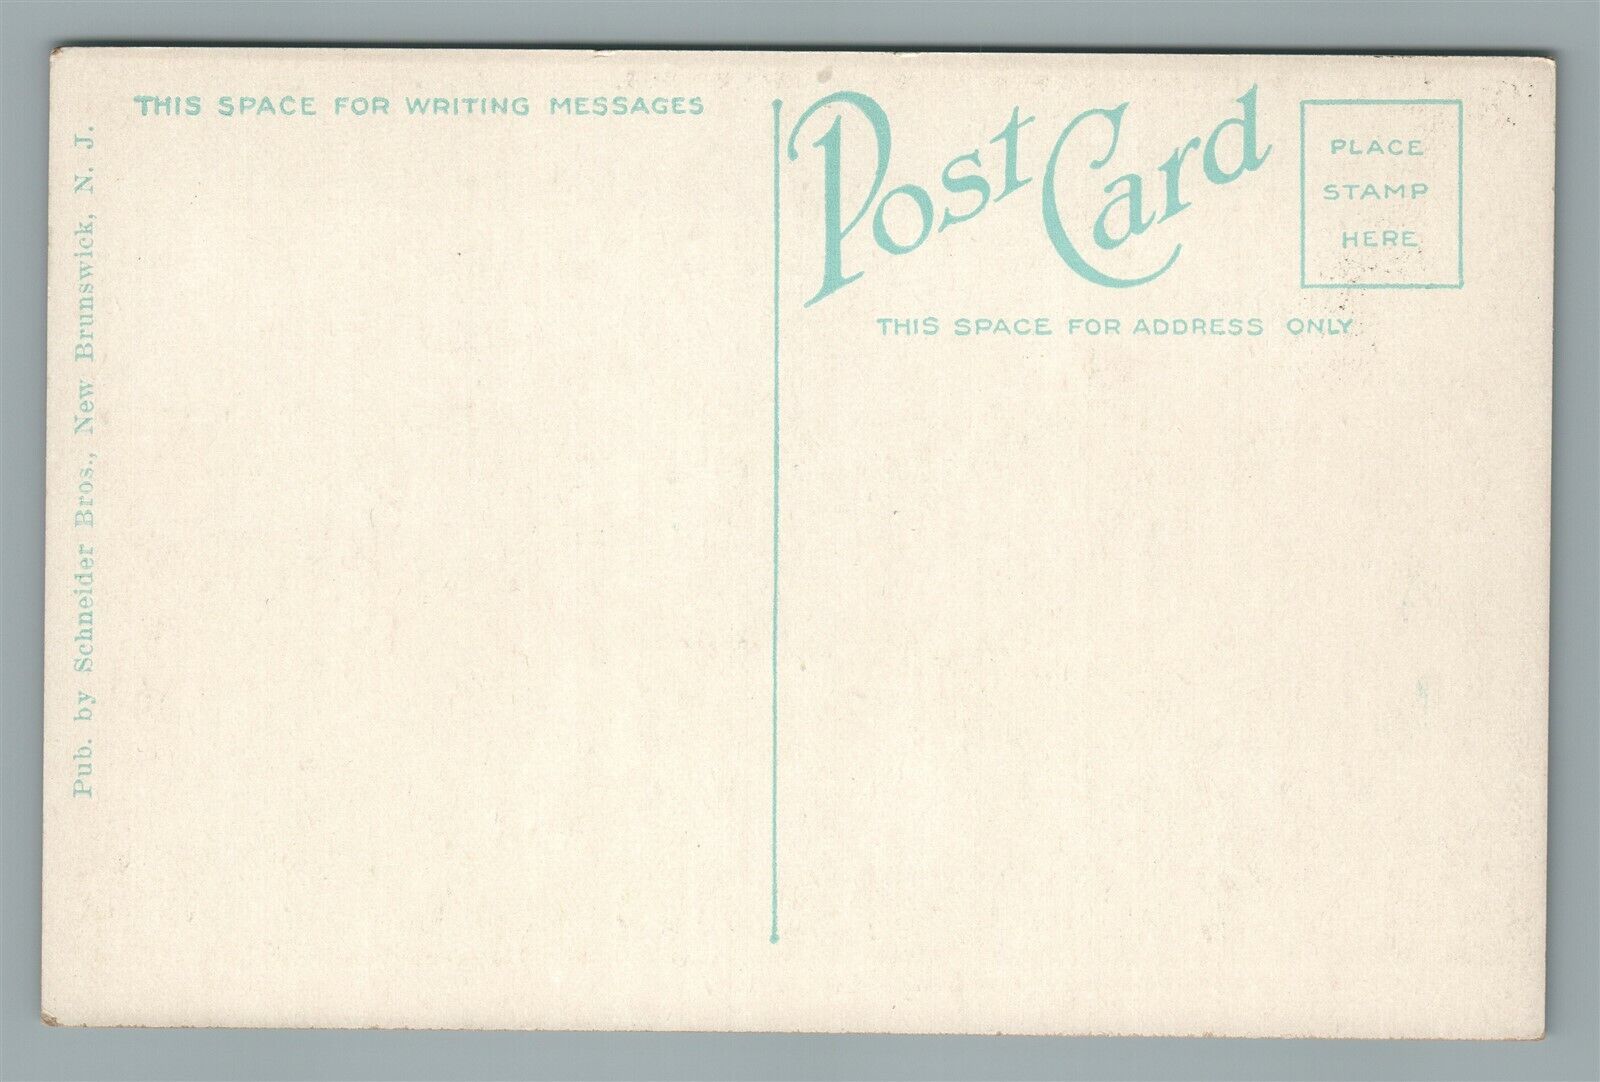 THIS SPACE FOR WRITING MESSAGES
Post Card
PLACE
STAMP
HERE
THIS SPACE FOR ADDRESS ONLY
Pub. by Schneider Bros., New Brunswick, N. J.